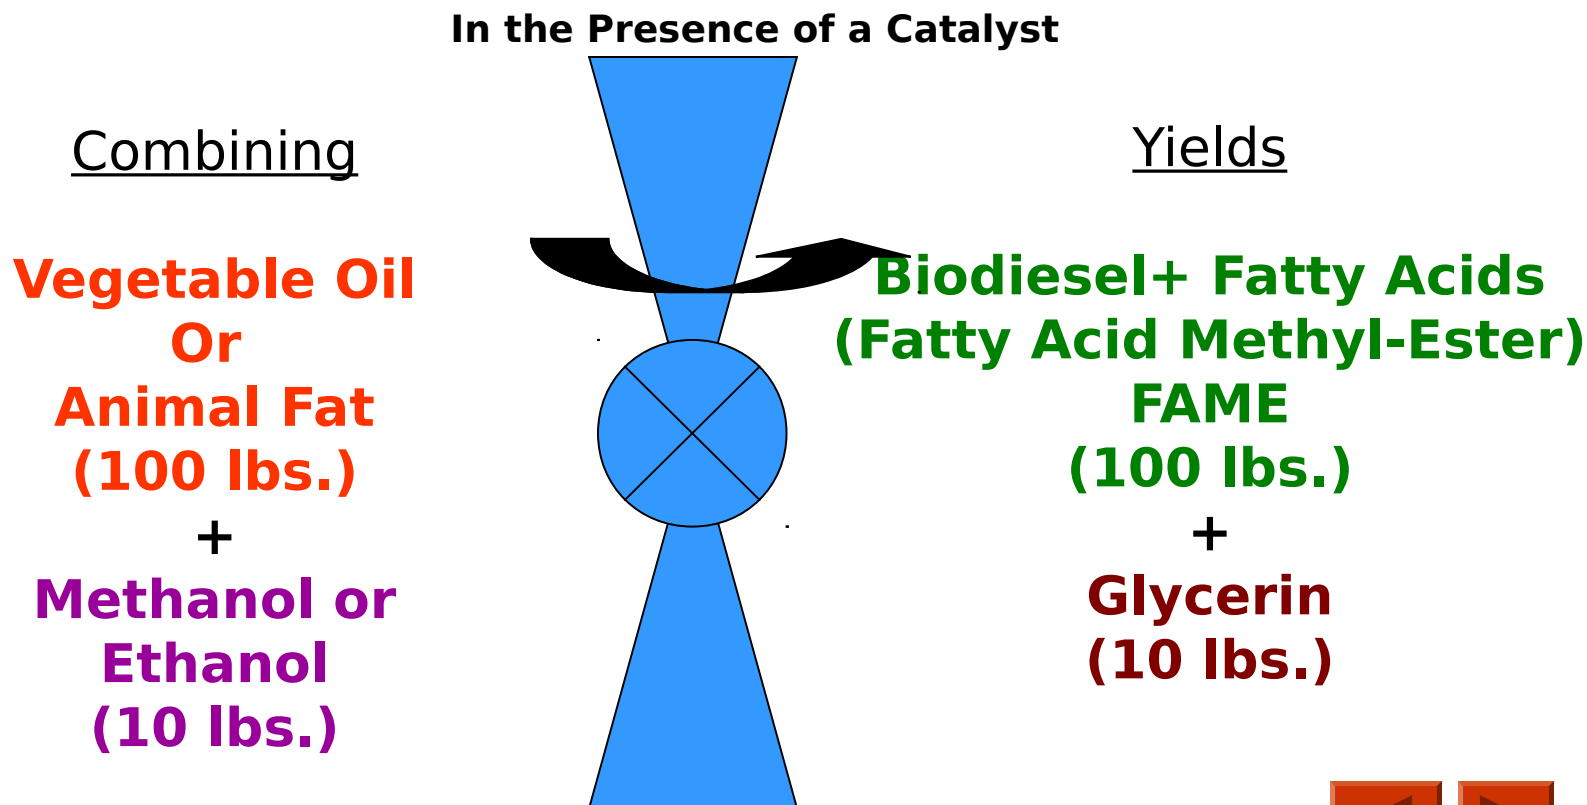 In the Presence of a Catalyst
Combining
Vegetable Oil
Or
Animal Fat
(100 lbs.)
+
Methanol or
Ethanol
(10 lbs.)
Yields
Biodiesel+ Fatty Acids
(Fatty Acid Methyl-Ester)
FAME
(100 lbs.)
+
Glycerin
(10 lbs.)